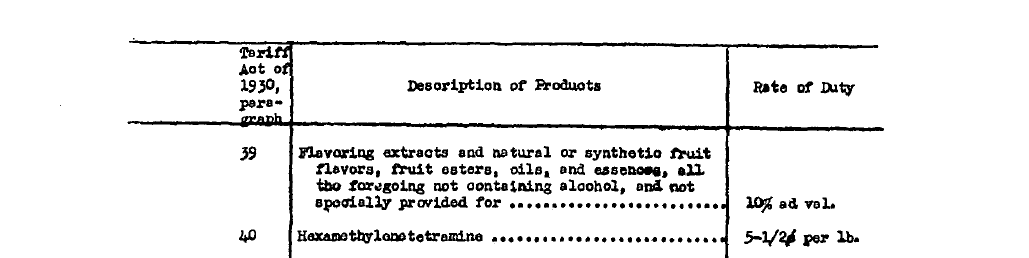 Tariff
Act of
1930,
para-
graph
Description of Products
Rate of Duty
39 Flavoring extracts and natural or synthetic fruit
flavors, fruit esters, oils, and essences, all
the foregoing not containing alcohol, and not
specially provided for .......................... 10% ad val.
40 Hexamethylenetetramine ............................ 5-1/2¢ per lb.